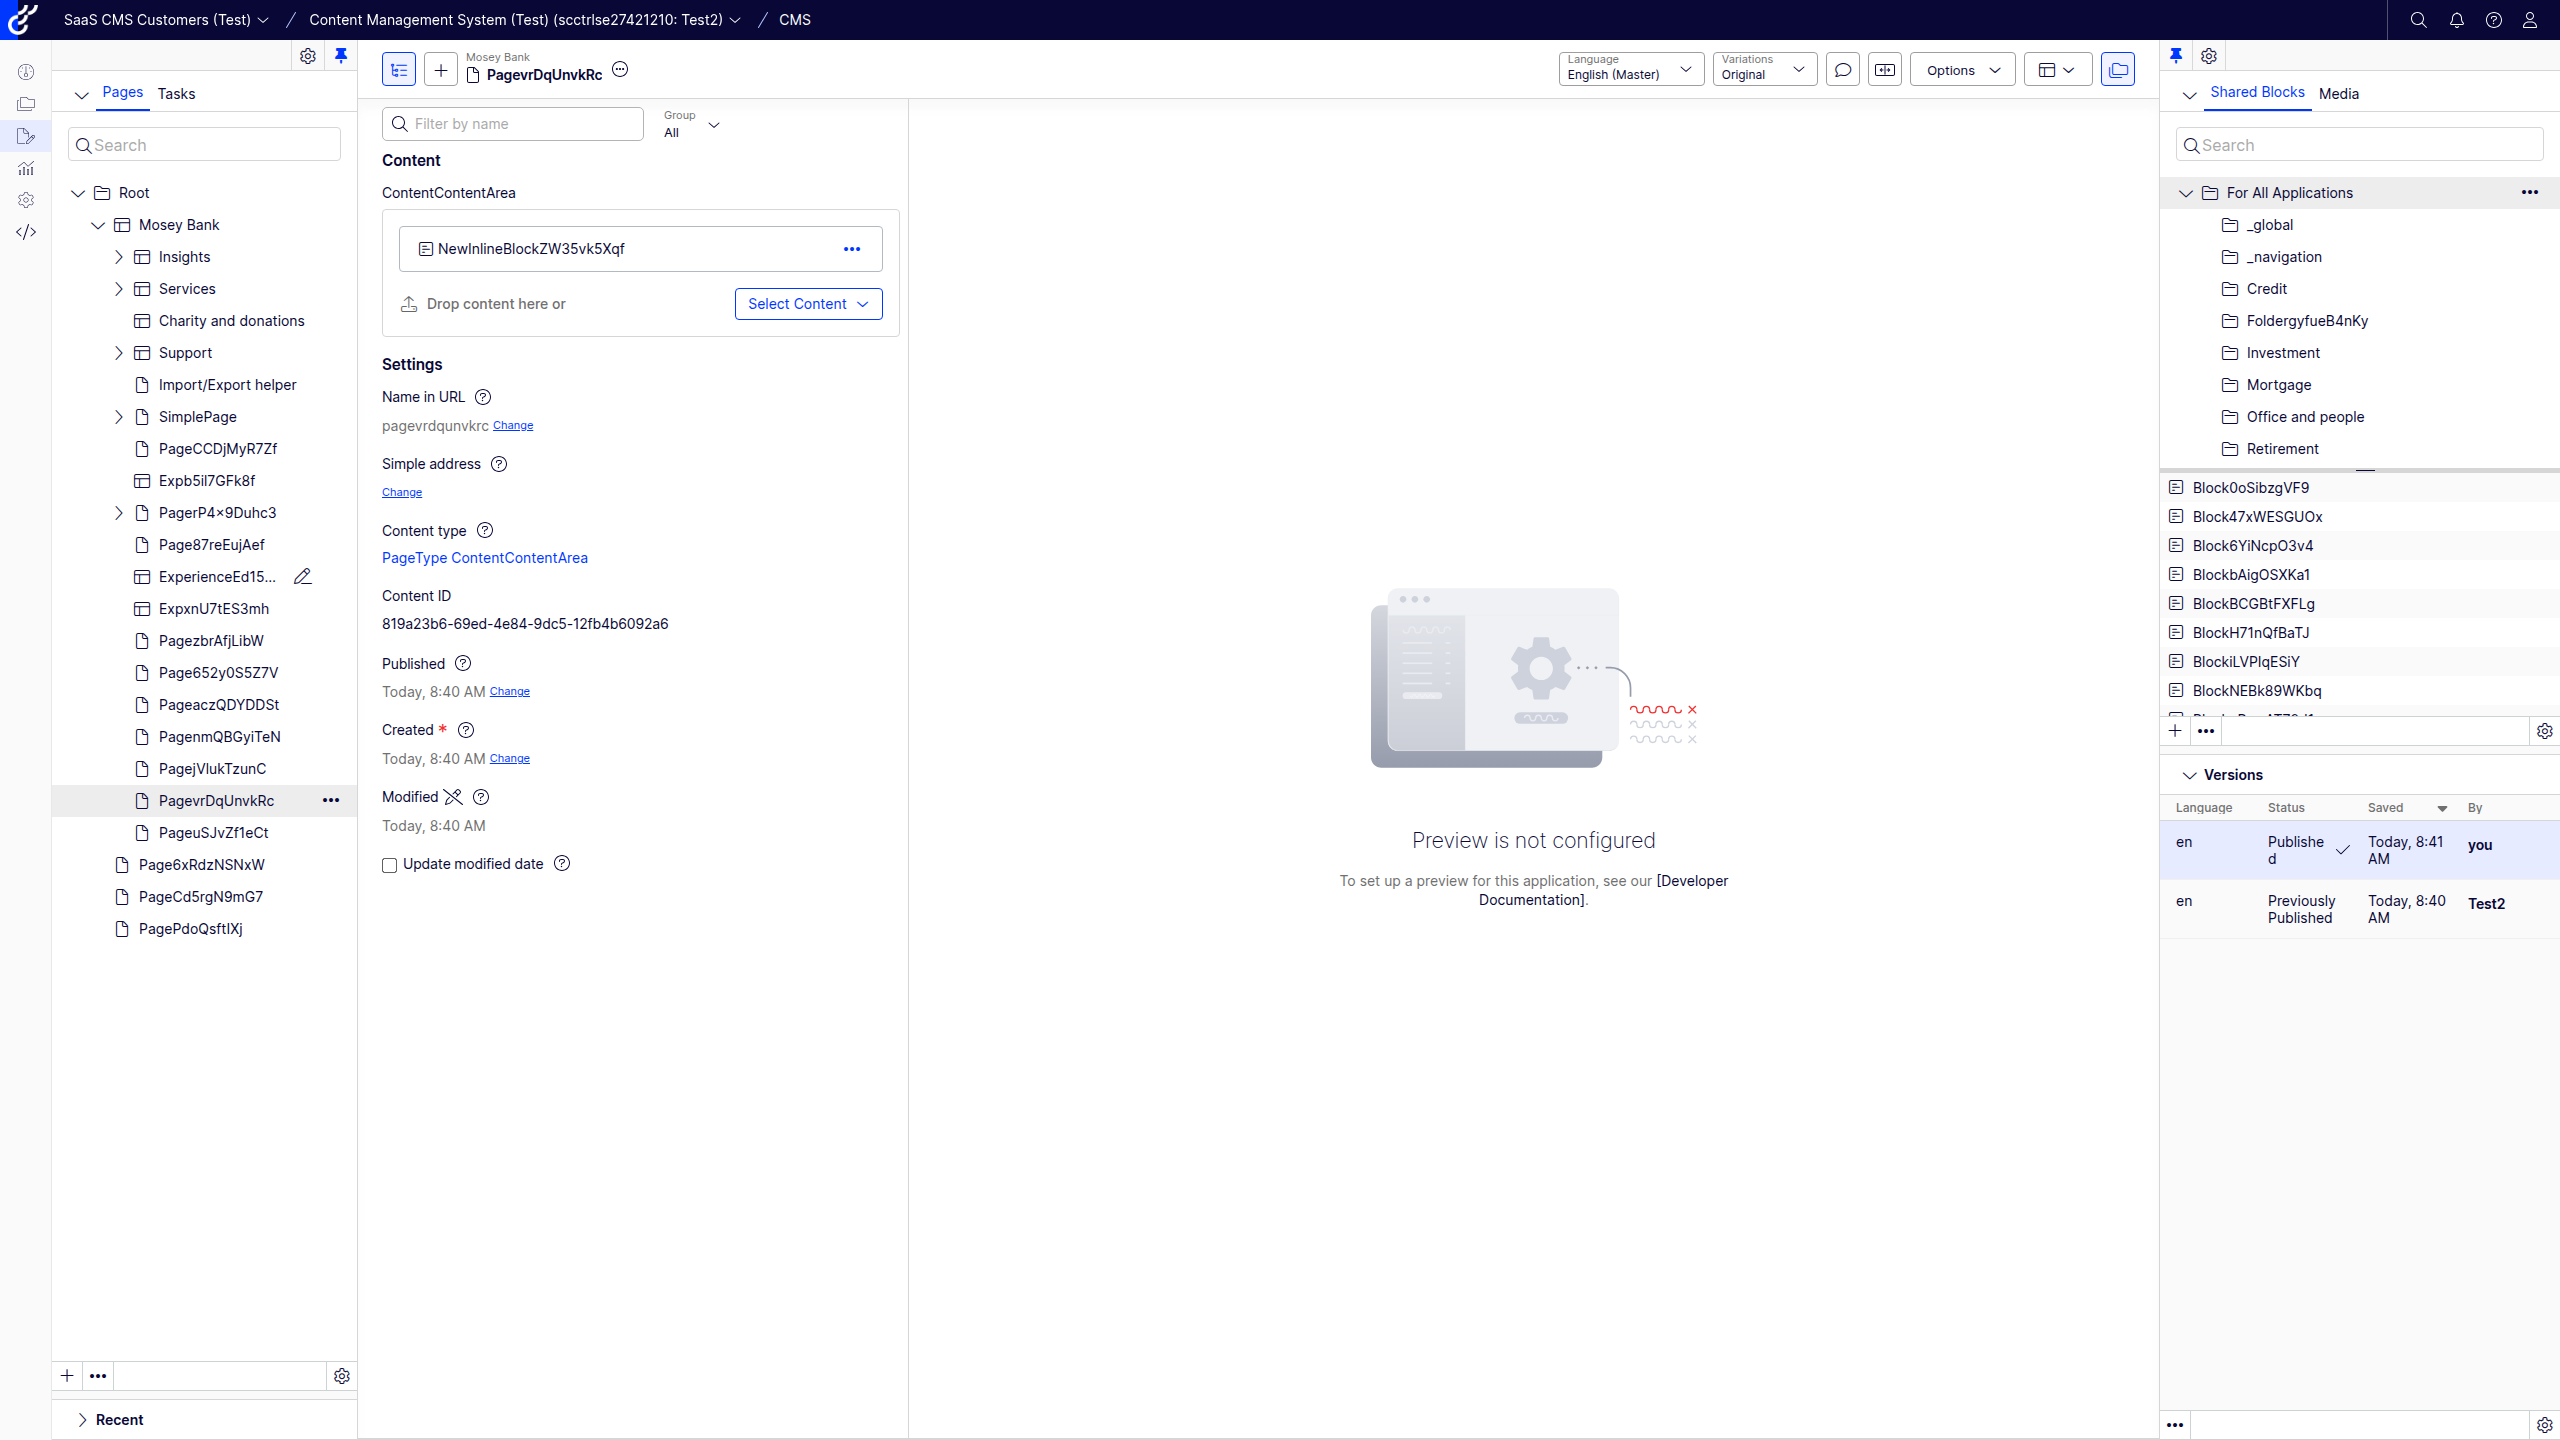 SaaS CMS Customers (Test) / Content Management System (Test) (scctrlse27421210: Test2) / CMS
Pages Tasks
Search
Root
Mosey Bank
Insights
Services
Charity and donations
Support
Import/Export helper
SimplePage
PageCCDjMyR7Zf
Expb5il7GFk8f
PagerP4x9Duhc3
Page87reEujAef
ExperienceEd15...
ExpxnU7tES3mh
PagezbrAfjLibW
Page652y0S5Z7V
PageaczQDYDDSt
PagenmQBGyiTeN
PagejVlukTzunC
PagevrDqUnvkRc
PageuSJvZf1eCt
Page6xRdzNSNxW
PageCd5rgN9mG7
PagePdoQsftlXj
Recent
Mosey Bank
PagevrDqUnvkRc
Language
English (Master)
Variations
Original
Options
Filter by name
Group
All
Content
ContentContentArea
NewInlineBlockZW35vk5Xqf
Drop content here or
Select Content
Settings
Name in URL
pagevrdqunvkrc Change
Simple address
Change
Content type
PageType ContentContentArea
Content ID
819a23b6-69ed-4e84-9dc5-12fb4b6092a6
Published
Today, 8:40 AM Change
Created *
Today, 8:40 AM Change
Modified
Today, 8:40 AM
Update modified date
Preview is not configured
To set up a preview for this application, see our [Developer
Documentation].
Shared Blocks Media
Search
For All Applications
_global
_navigation
Credit
FoldergyfueB4nKy
Investment
Mortgage
Office and people
Retirement
Block0oSibzgVF9
Block47xWESGUOx
Block6YiNcpO3v4
BlockbAigOSXKa1
BlockBCGBtFXFLg
BlockH71nQfBaTJ
BlockiLVPlqESiY
BlockNEBk89WKbq
Versions
Language Status Saved By
en Publishe
d Today, 8:41
AM you
en Previously
Published Today, 8:40
AM Test2